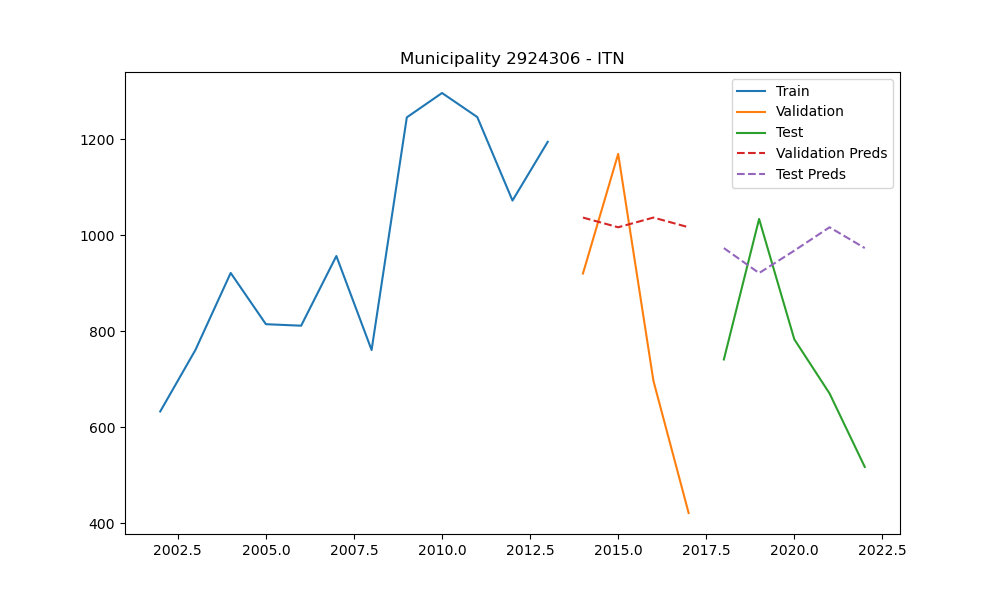 Municipality 2924306 - ITN
Train
Validation
Test
Validation Preds
Test Preds
1200
1000
800
600
400
2002.5 2005.0 2007.5 2010.0 2012.5 2015.0 2017.5 2020.0 2022.5